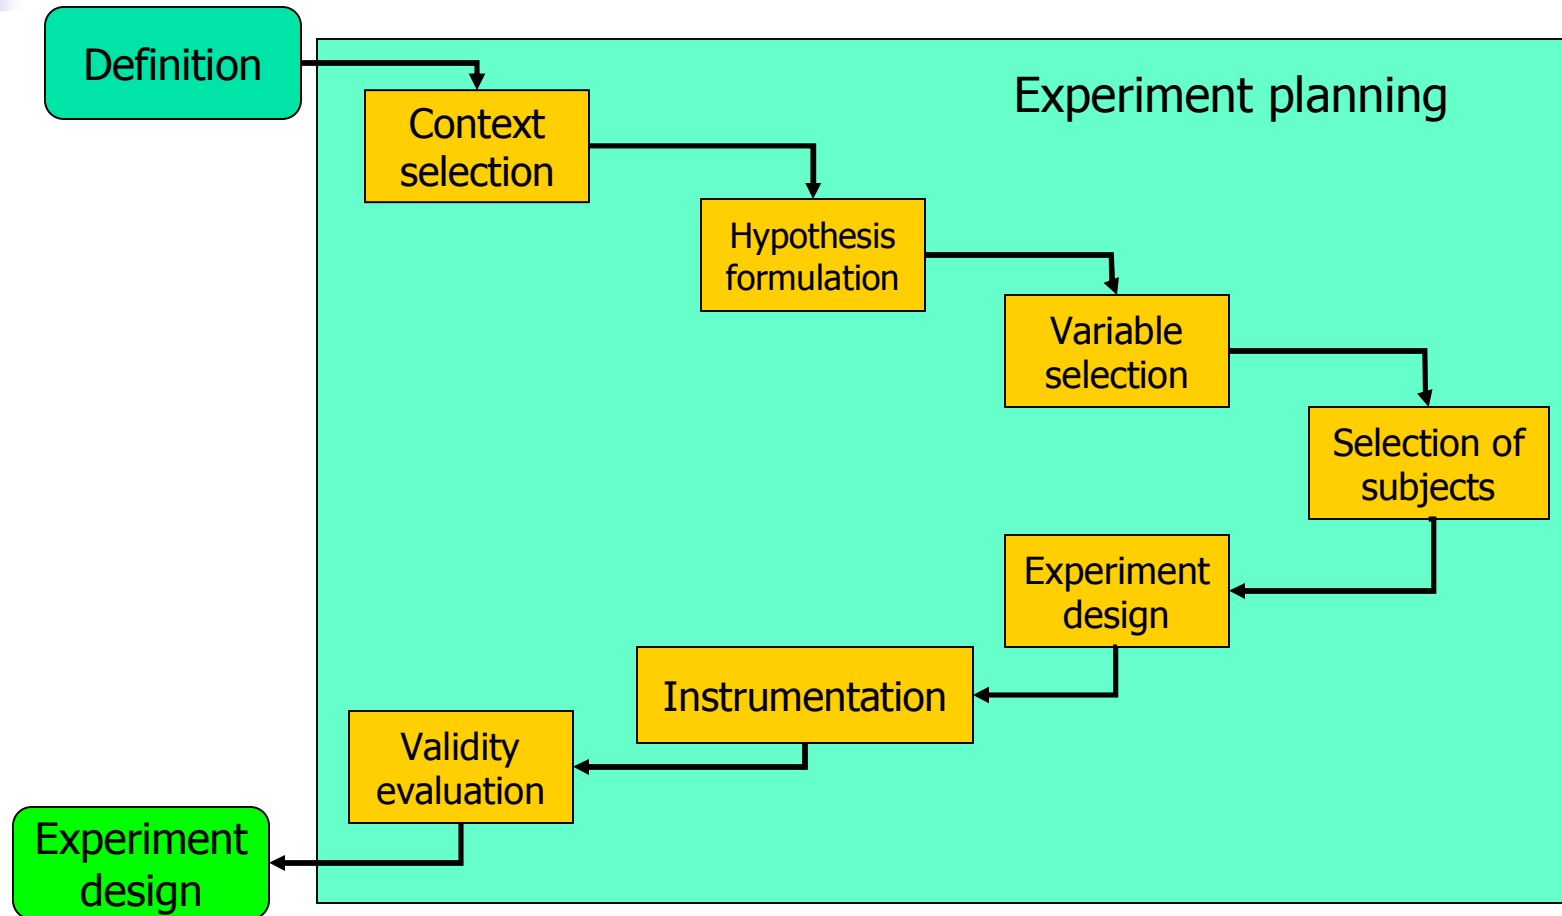 Definition
Experiment planning
Context
selection
Hypothesis
formulation
Variable
selection
Selection of
subjects
Experiment
design
Instrumentation
Validity
evaluation
Experiment
design